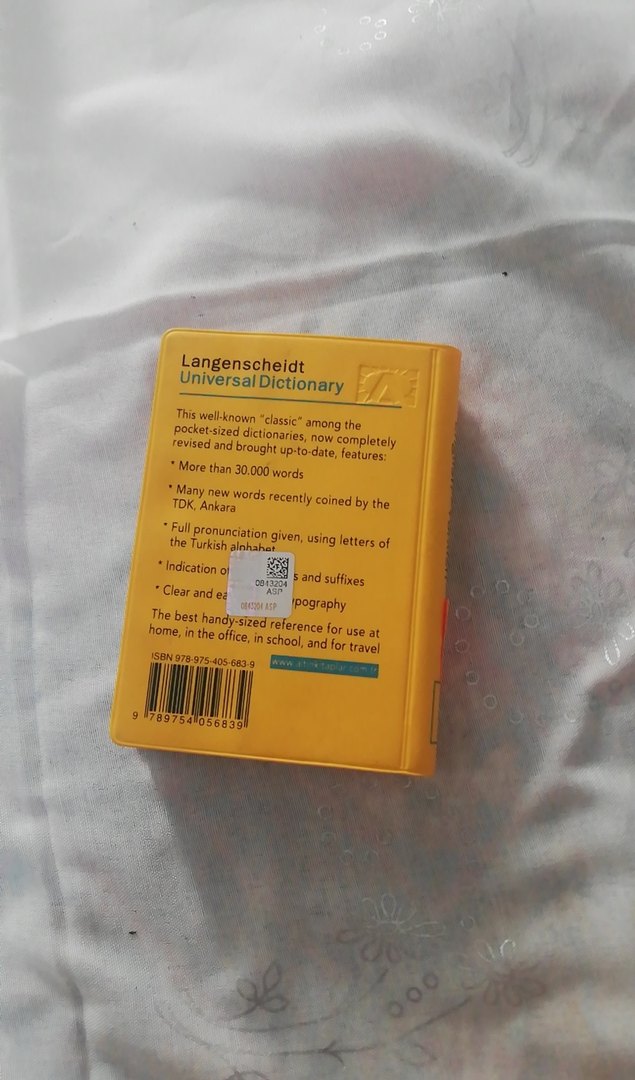 Langenscheidt
Universal Dictionary
This well-known "classic" among the
pocket-sized dictionaries, now completely
revised and brought up-to-date, features:
* More than 30.000 words
* Many new words recently coined by the
TDK, Ankara
* Full pronunciation given, using letters of
the Turkish alphabet
* Indication s and suffixes
0843204
ASP
* Clear and
0843204 ASP
The best handy-sized reference for use at
home, in the office, in school, and for travel
ISBN 978-975-405-683-9
www.altinkitaplar.com.tr
9 789754 056839